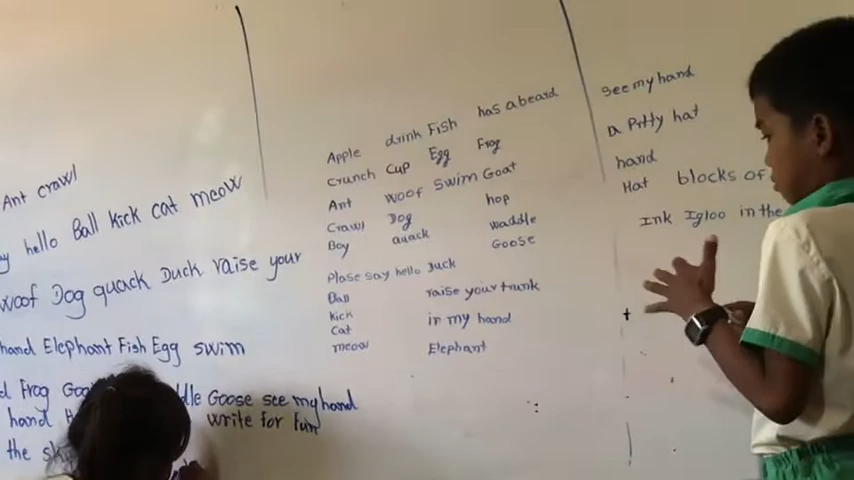 Ant crawl
hello Ball kick cat meow
woof Dog quack Duck raise your
hand Elephant Fish Egg swim
Frog
Goose see my hand
hand
write for fun
the
Apple drink Fish has a beard
crunch Cup Egg Frog
Ant woof swim Goat
Crawl Dog hop
Boy quack waddle
Goose
Plase say hello Duck
Ball raise your trunk
kick
Cat in my hand
meow Elephant
see my hand
a Prtty hat
hand
Hat blocks of
Ink Igloo in the